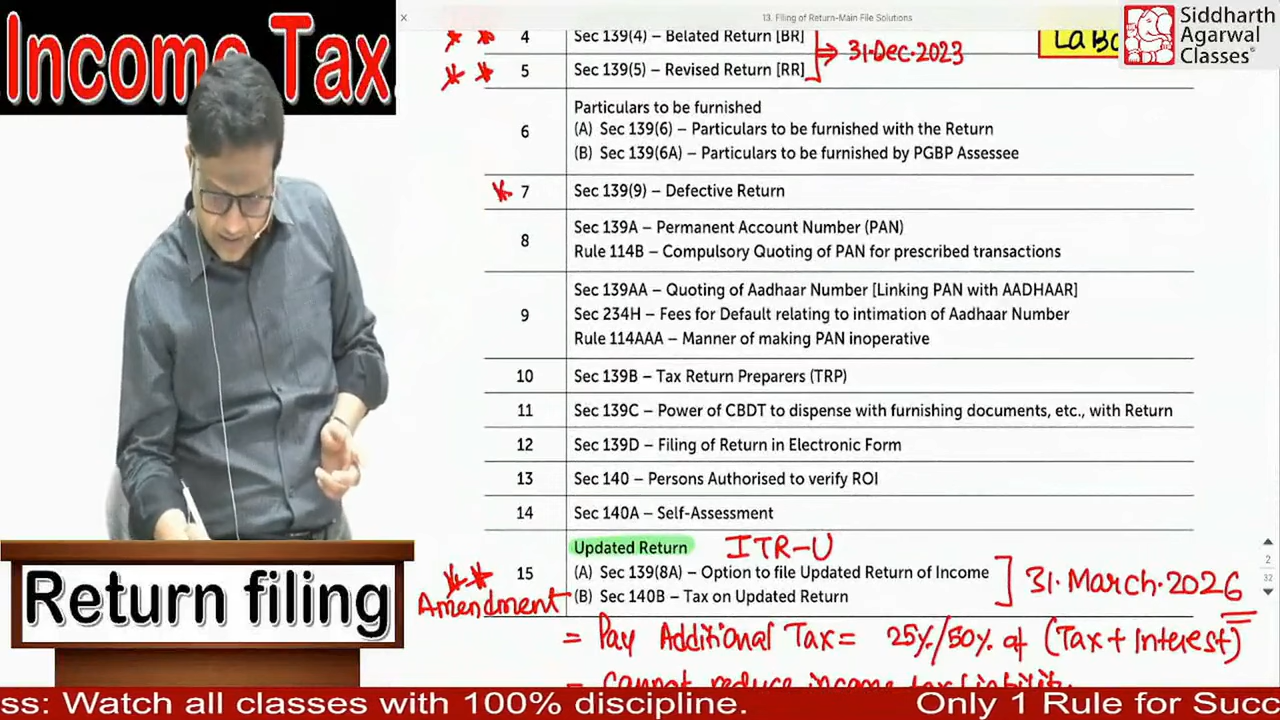 Income Tax.
13. Filing of Return-Main File Solutions
Siddharth
Agarwal
Classes
4 Sec 139(4) – Belated Return [BR]
5 Sec 139(5) – Revised Return [RR]
31-Dec-2023
6 Particulars to be furnished
(A) Sec 139(6) – Particulars to be furnished with the Return
(B) Sec 139(6A) – Particulars to be furnished by PGBP Assessee
7 Sec 139(9) – Defective Return
8 Sec 139A – Permanent Account Number (PAN)
Rule 114B – Compulsory Quoting of PAN for prescribed transactions
9 Sec 139AA – Quoting of Aadhaar Number [Linking PAN with AADHAAR]
Sec 234H – Fees for Default relating to intimation of Aadhaar Number
Rule 114AAA – Manner of making PAN inoperative
10 Sec 139B – Tax Return Preparers (TRP)
11 Sec 139C – Power of CBDT to dispense with furnishing documents, etc., with Return
12 Sec 139D – Filing of Return in Electronic Form
13 Sec 140 – Persons Authorised to verify ROI
14 Sec 140A – Self-Assessment
Updated Return ITR-U
15 (A) Sec 139(8A) – Option to file Updated Return of Income
(B) Sec 140B – Tax on Updated Return
31.March.2026
Amendment
= Pay Additional Tax = 25%/50% of (Tax + Interest)
= cannot reduce income tax liability.
2
32
Return filing
ss: Watch all classes with 100% discipline. Only 1 Rule for Succ